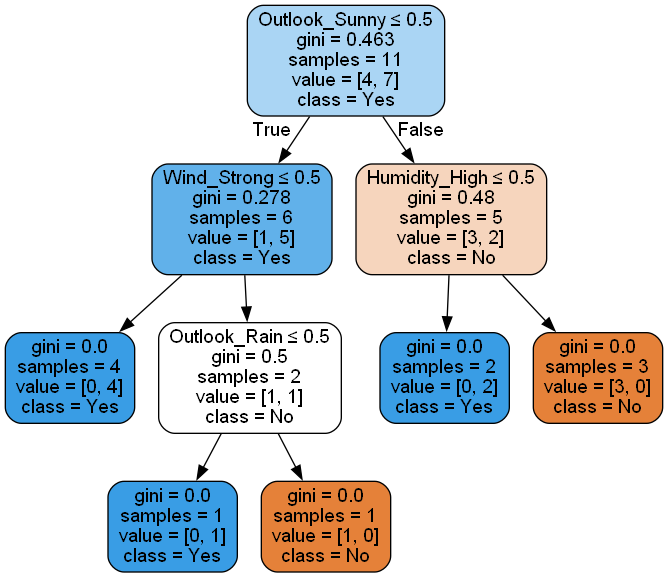 Outlook_Sunny ≤ 0.5
gini = 0.463
samples = 11
value = [4, 7]
class = Yes
True
False
Wind_Strong ≤ 0.5
gini = 0.278
samples = 6
value = [1, 5]
class = Yes
Humidity_High ≤ 0.5
gini = 0.48
samples = 5
value = [3, 2]
class = No
gini = 0.0
samples = 4
value = [0, 4]
class = Yes
Outlook_Rain ≤ 0.5
gini = 0.5
samples = 2
value = [1, 1]
class = No
gini = 0.0
samples = 2
value = [0, 2]
class = Yes
gini = 0.0
samples = 3
value = [3, 0]
class = No
gini = 0.0
samples = 1
value = [0, 1]
class = Yes
gini = 0.0
samples = 1
value = [1, 0]
class = No